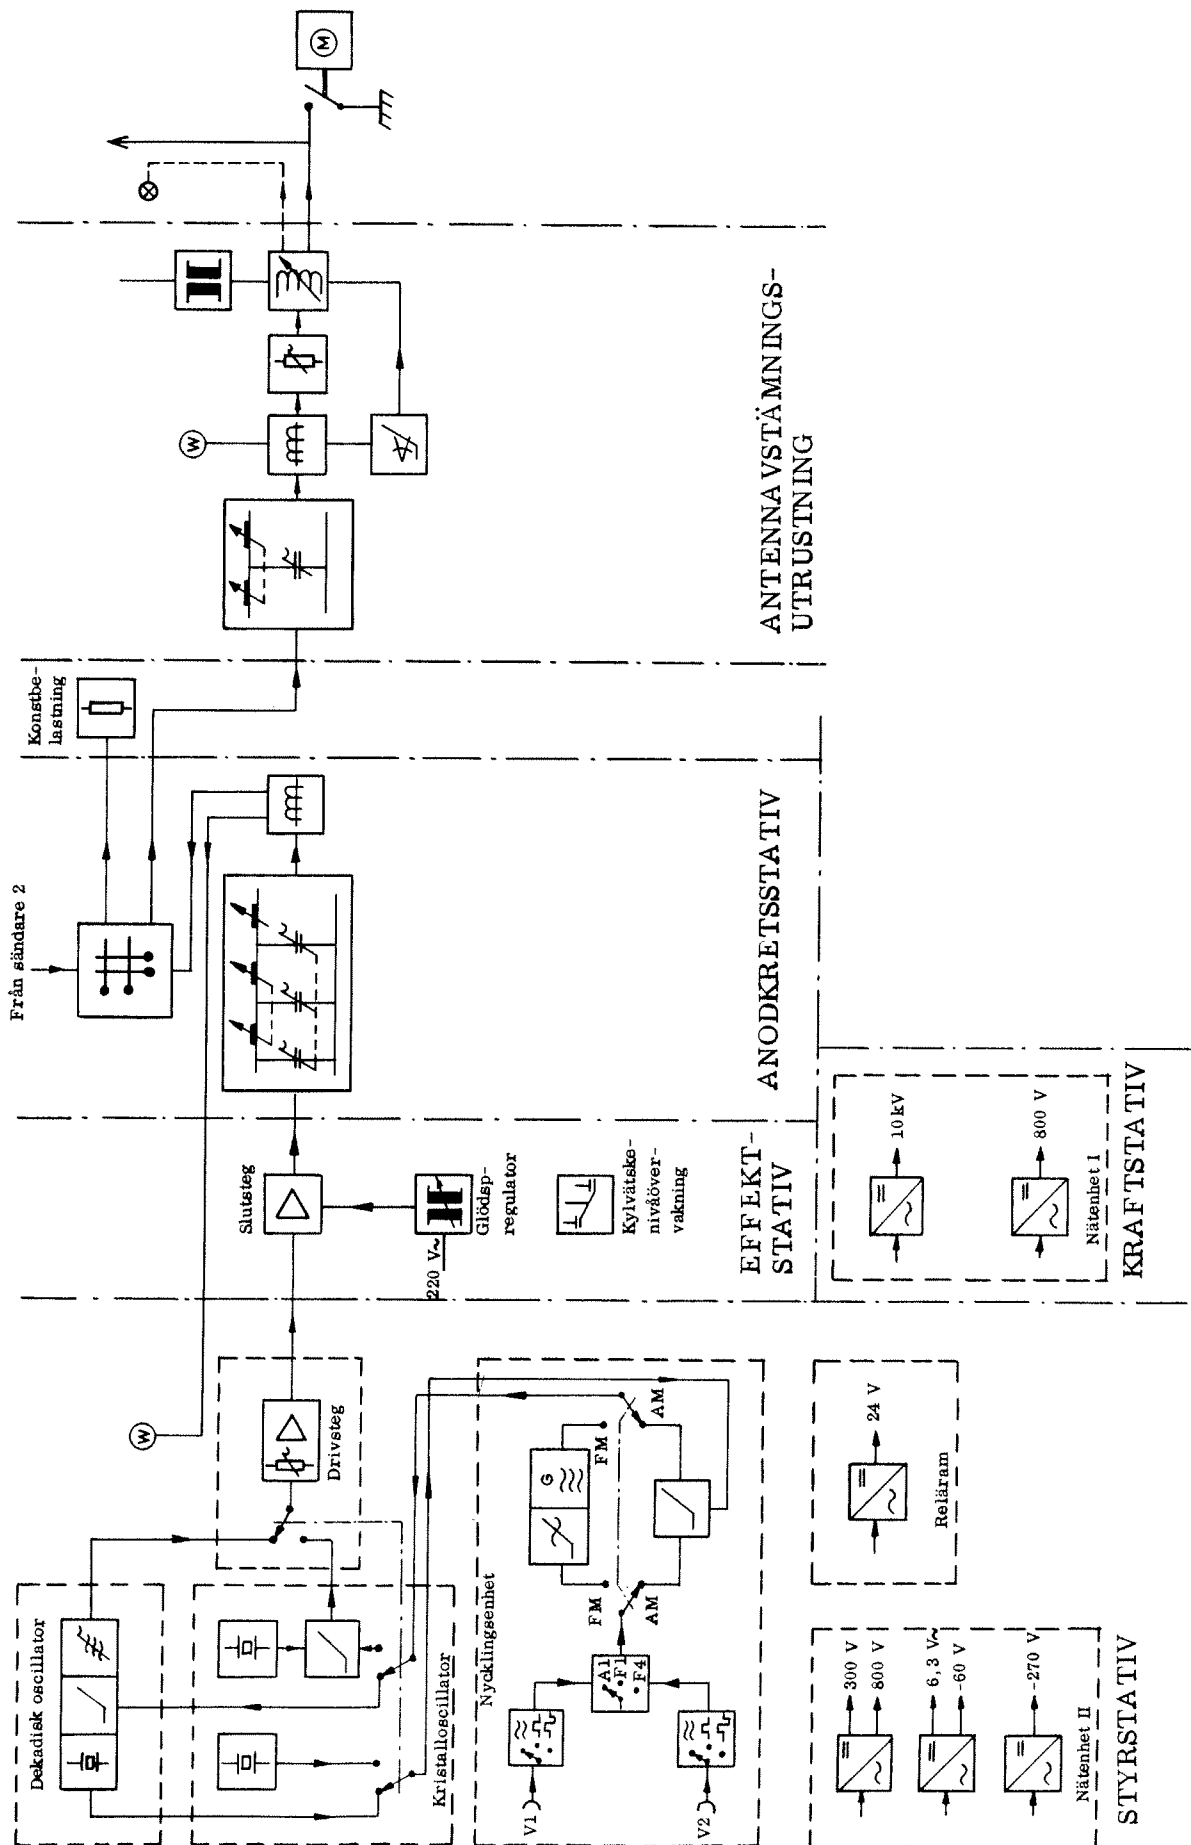 Dekadisk oscillator
Kristalloscillator
Drivsteg
W
Nycklingsenhet
V1
V2
A1
F1
F4
FM
AM
G
FM
AM
Nätenhet II
300 V
800 V
6,3 V~
-60 V
-270 V
Reläram
24 V
STYRSTATIV
Slutsteg
220 V~
Glödsp-
regulator
Kylvätske-
nivåöver-
vakning
EFFEKT-
STATIV
Nätenhet I
10 kV
800 V
KRAFTSTATIV
Från sändare 2
ANODKRETSSTATIV
Konstbe-
lastning
W
ANTENNAVSTÄMNINGS-
UTRUSTNING
M